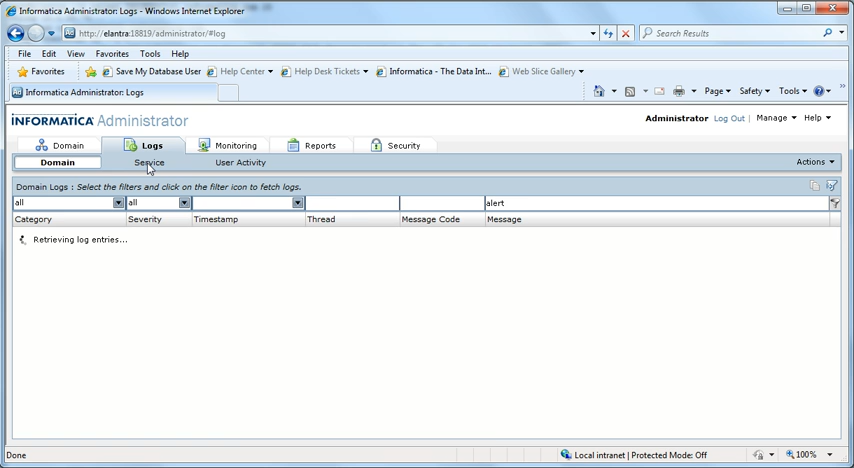 Informatica Administrator: Logs - Windows Internet Explorer
http://elantra:18819/administrator/#log
Search Results
File Edit View Favorites Tools Help
Favorites Save My Database User Help Center Help Desk Tickets Informatica - The Data Int... Web Slice Gallery
Ad Informatica Administrator: Logs Page Safety Tools
INFORMATICA Administrator Administrator Log Out Manage Help
Domain Logs Monitoring Reports Security
Domain Service User Activity Actions
Domain Logs : Select the filters and click on the filter icon to fetch logs.
all all alert
Category Severity Timestamp Thread Message Code Message
Retrieving log entries...
Done Local intranet | Protected Mode: Off 100%